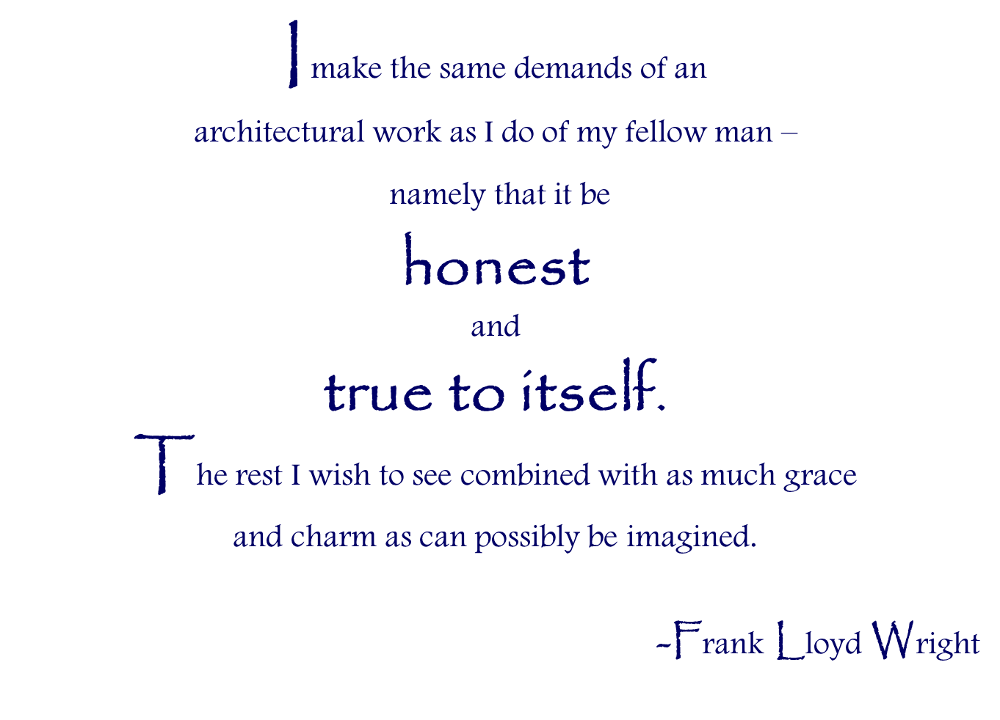 I make the same demands of an
architectural work as I do of my fellow man –
namely that it be
honest
and
true to itself.
The rest I wish to see combined with as much grace
and charm as can possibly be imagined.
-Frank Lloyd Wright